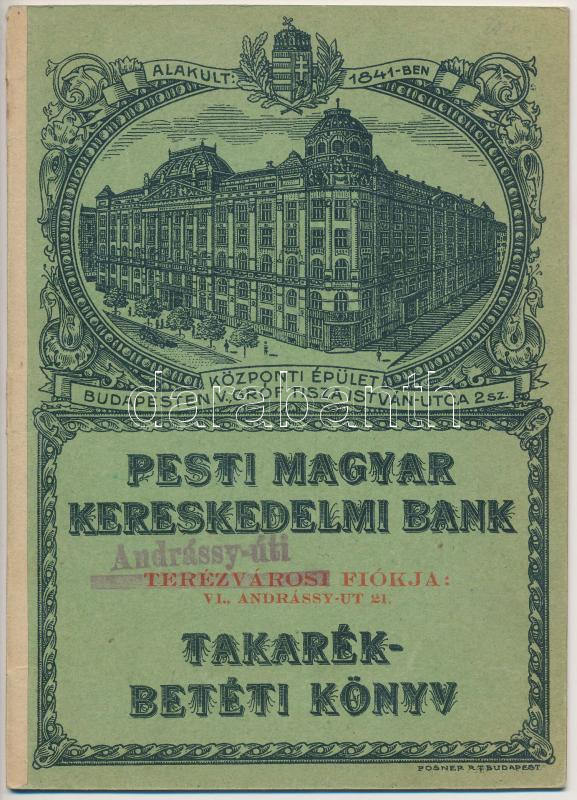 ALAKULT: 1841-BEN
KÖZPONTI ÉPÜLET
BUDAPESTEN V. GRÓF TISZA ISTVÁN-UTCA 2 SZ.
darabanth
PESTI MAGYAR
KERESKEDELMI BANK
Andrássy-úti
TERÉZVÁROSI FIÓKJA:
VI., ANDRÁSSY-UT 21.
TAKARÉK-
BETÉTI KÖNYV
POSNER R.T. BUDAPEST